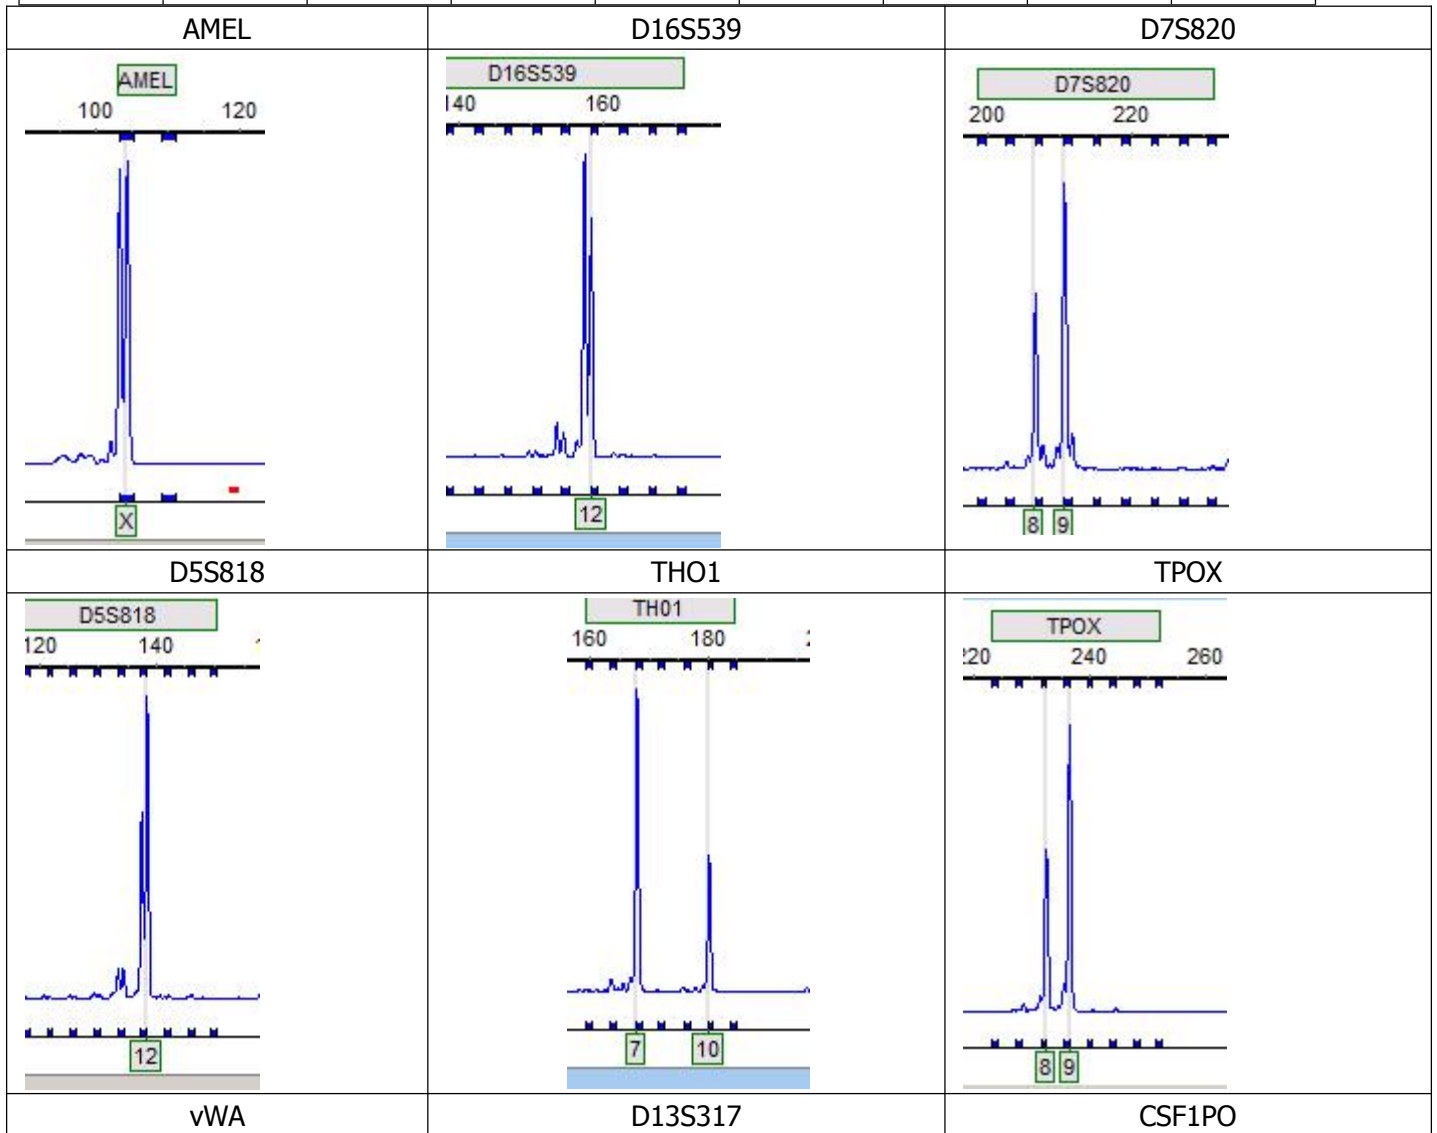 AMEL D16S539 D7S820
AMEL
100 120
X
D16S539
140 160
12
D7S820
200 220
8 9
D5S818 THO1 TPOX
D5S818
120 140
12
TH01
160 180
7 10
TPOX
220 240 260
8 9
vWA D13S317 CSF1PO